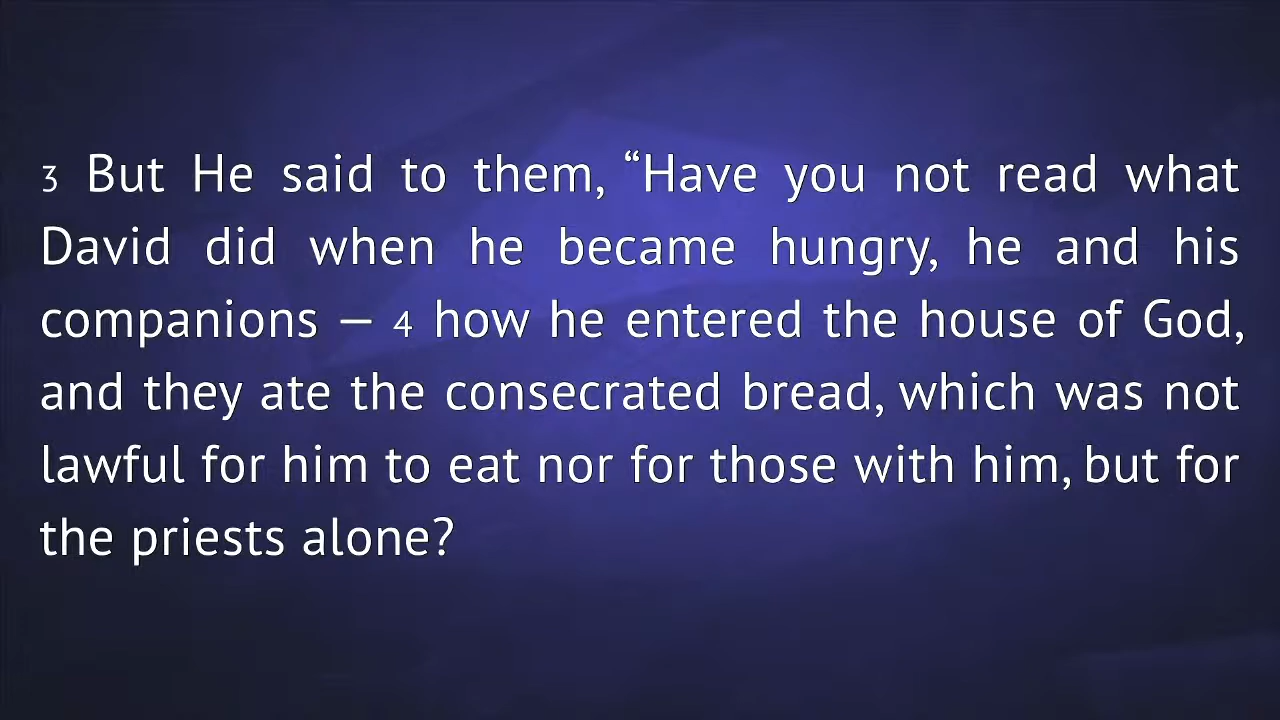 3 But He said to them, “Have you not read what
David did when he became hungry, he and his
companions — 4 how he entered the house of God,
and they ate the consecrated bread, which was not
lawful for him to eat nor for those with him, but for
the priests alone?